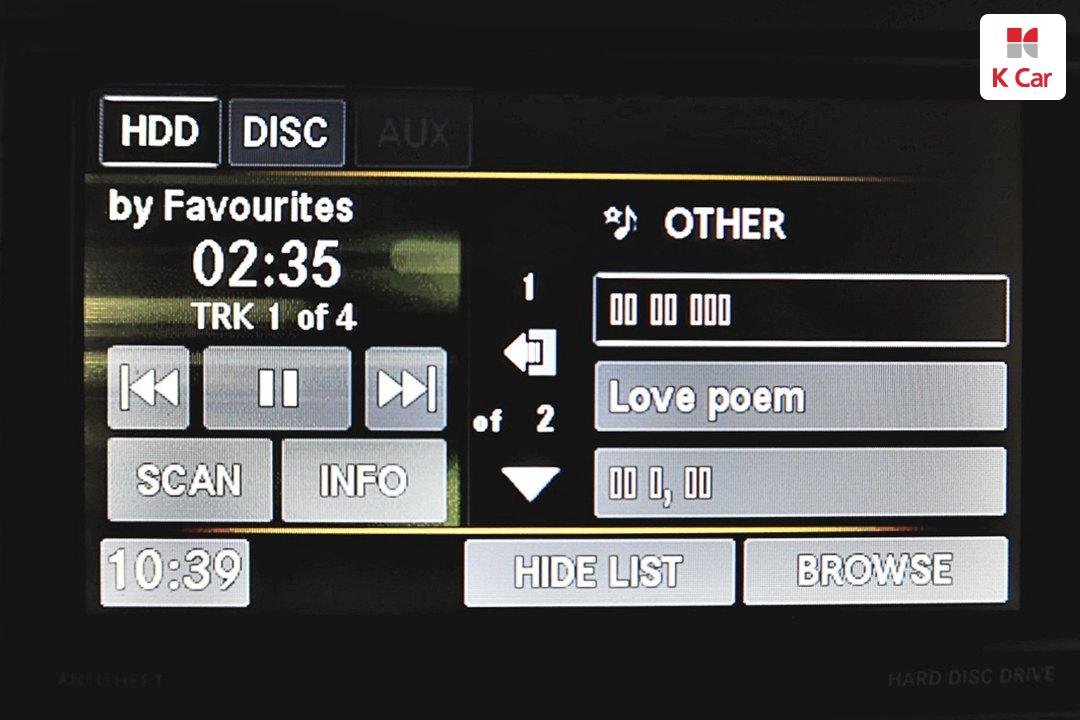 K Car
HDD DISC AUX
by Favourites
02:35
TRK 1 of 4
SCAN INFO
10:39
1
of 2
OTHER
▯▯ ▯▯ ▯▯▯
Love poem
▯▯ ▯, ▯▯
HIDE LIST BROWSE
ANTITHEFT
HARD DISC DRIVE